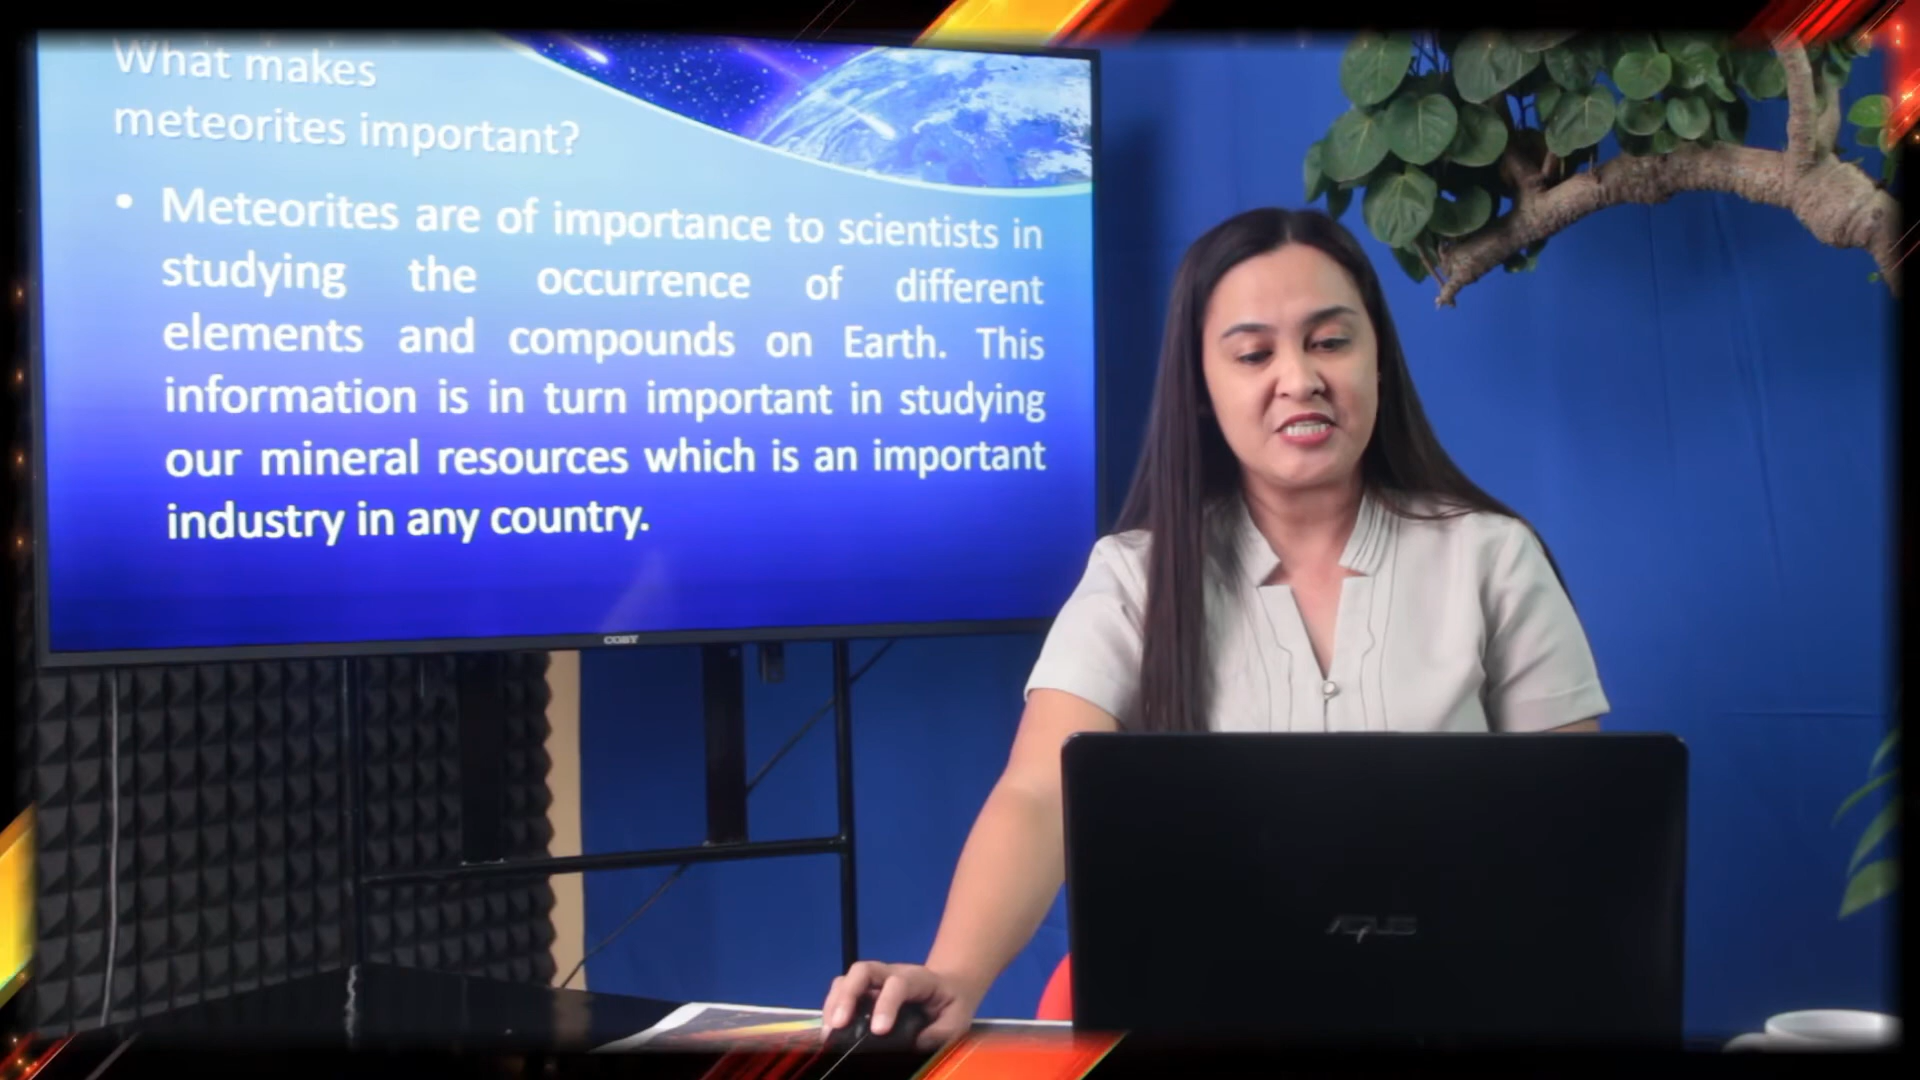 What makes
meteorites important?
• Meteorites are of importance to scientists in
studying the occurrence of different
elements and compounds on Earth. This
information is in turn important in studying
our mineral resources which is an important
industry in any country.
COBY
ASUS